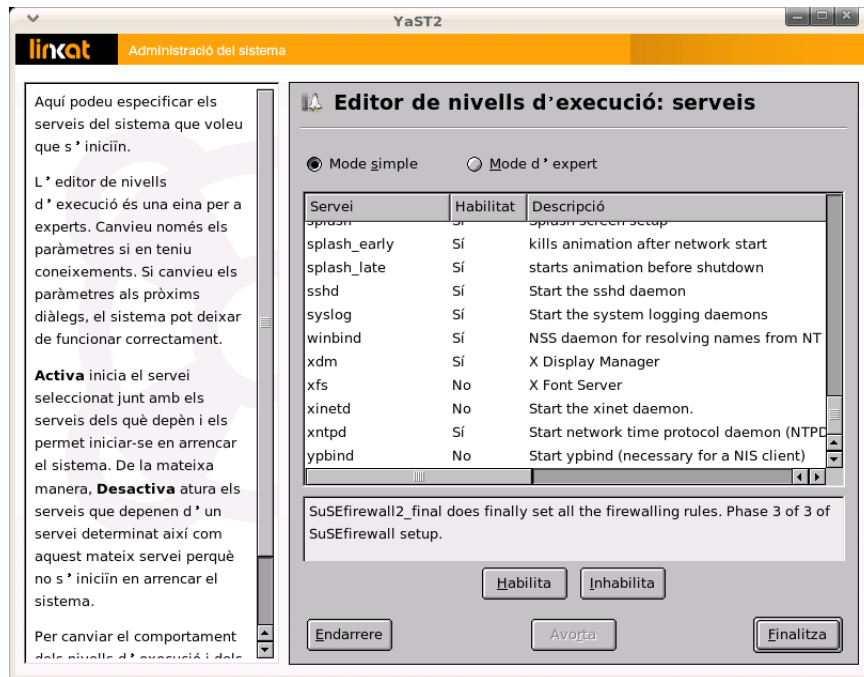 YaST2
linkat Administració del sistema
Aquí podeu especificar els
serveis del sistema que voleu
que s’iniciïn.
L’editor de nivells
d’execució és una eina per a
experts. Canvieu només els
paràmetres si en teniu
coneixements. Si canvieu els
paràmetres als pròxims
diàlegs, el sistema pot deixar
de funcionar correctament.
Activa inicia el servei
seleccionat junt amb els
serveis dels què depèn i els
permet iniciar-se en arrencar
el sistema. De la mateixa
manera, Desactiva atura els
serveis que depenen d’un
servei determinat així com
aquest mateix servei perquè
no s’iniciïn en arrencar el
sistema.
Per canviar el comportament
dels nivells d’execució i dels
Editor de nivells d’execució: serveis
Mode simple Mode d’expert
Servei Habilitat Descripció
splash Sí Splash screen setup
splash_early Sí kills animation after network start
splash_late Sí starts animation before shutdown
sshd Sí Start the sshd daemon
syslog Sí Start the system logging daemons
winbind Sí NSS daemon for resolving names from NT
xdm Sí X Display Manager
xfs No X Font Server
xinetd No Start the xinet daemon.
xntpd Sí Start network time protocol daemon (NTPD
ypbind No Start ypbind (necessary for a NIS client)
SuSEfirewall2_final does finally set all the firewalling rules. Phase 3 of 3 of
SuSEfirewall setup.
Habilita Inhabilita
Endarrere Avorta Finalitza